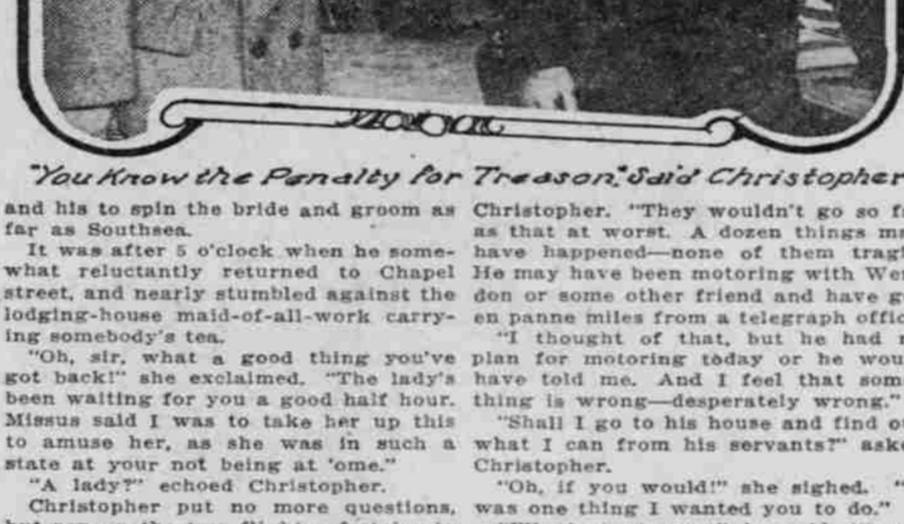 "You Know the Penalty for Treason," Said Christopher
and his to spin the bride and groom as
far as Southsea.
It was after 5 o'clock when he some-
what reluctantly returned to Chapel
street, and nearly stumbled against the
lodging-house maid-of-all-work carry-
ing somebody's tea.
"Oh, sir, what a good thing you've
got back!" she exclaimed. "The lady's
been waiting for you a good half hour.
Missus said I was to take her up this
to amuse her, as she was in such a
state at your not being at 'ome."
"A lady?" echoed Christopher.
Christopher put no more questions,
Christopher. "They wouldn't go so
as that at worst. A dozen things
have happened—none of them
He may have been motoring with
don or some other friend and have
en panne miles from a telegraph
"I thought of that, but he had
plan for motoring today or he
have told me. And I feel that
thing is wrong—desperately wrong."
"Shall I go to his house and find
what I can from his servants?"
Christopher.
"Oh, if you would!" she sighed.
was one thing I wanted you to do."